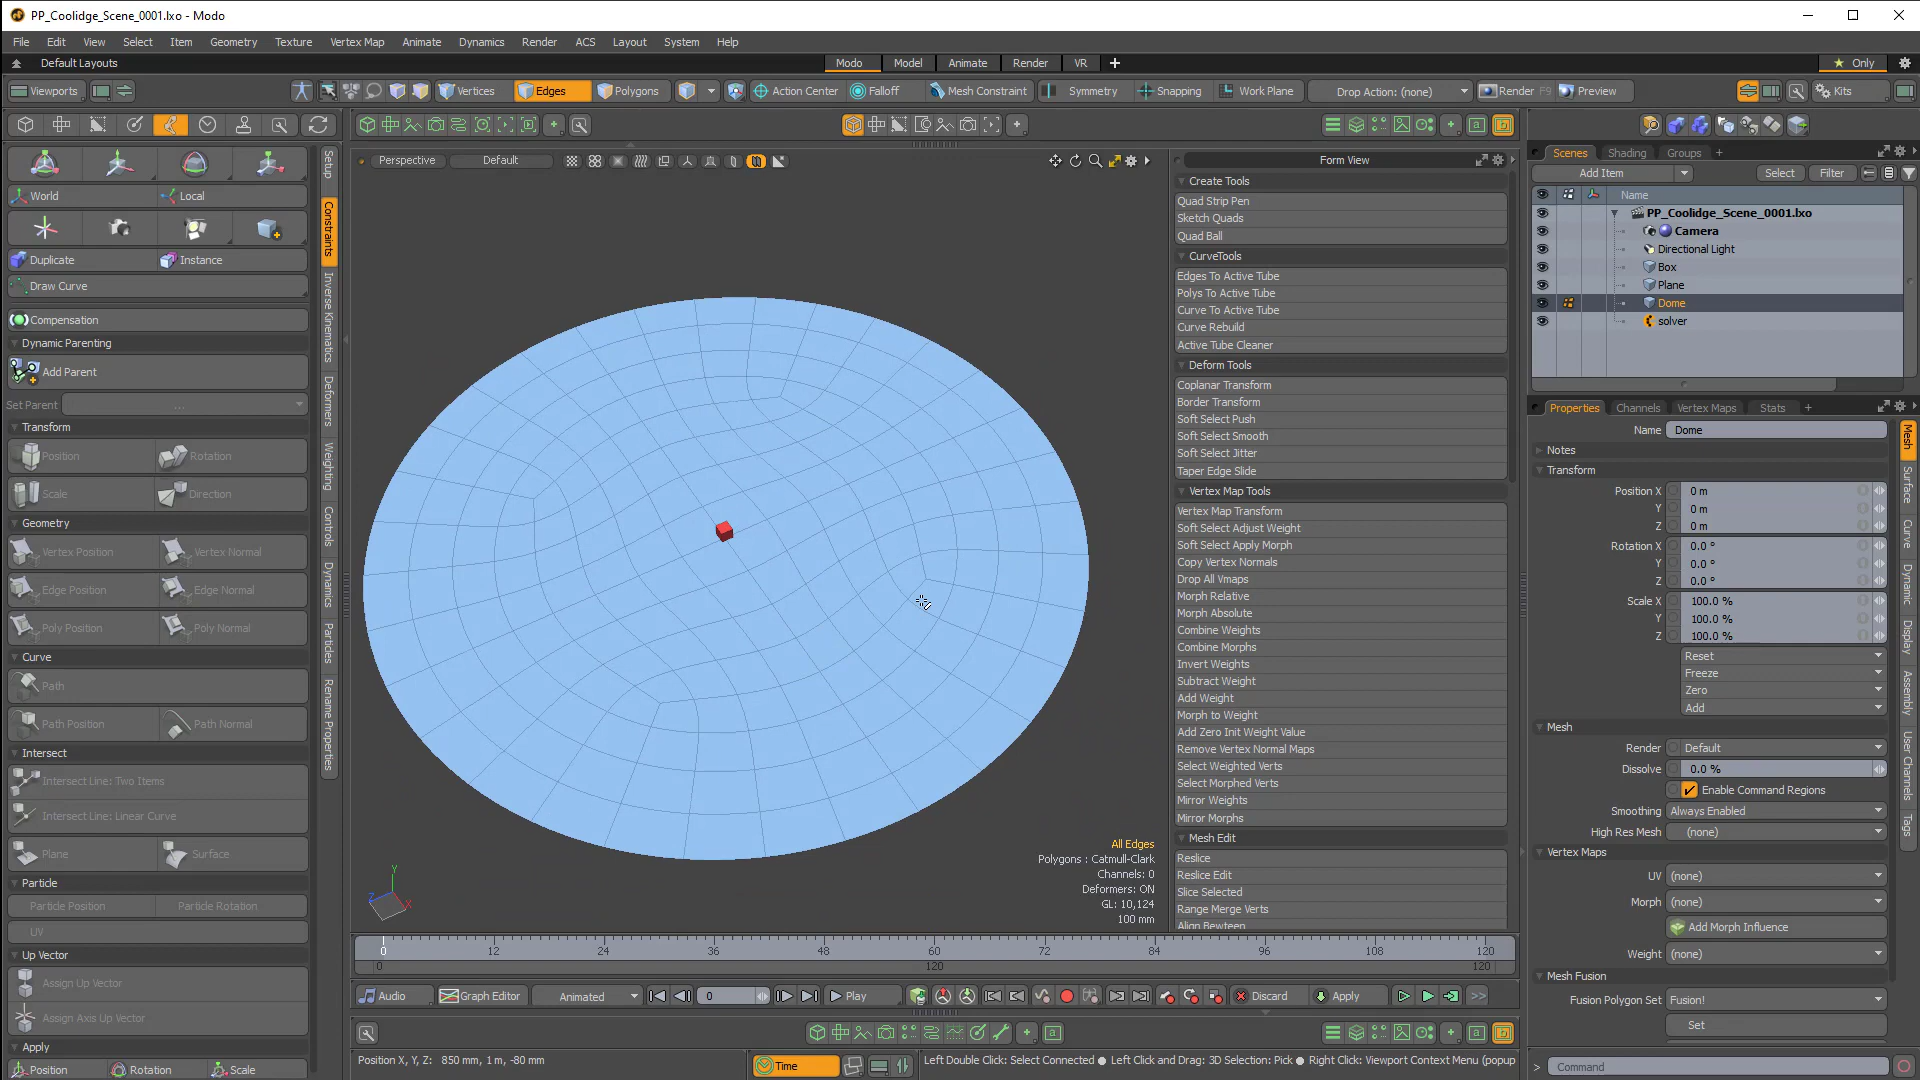 PP_Coolidge_Scene_0001.lxo - Modo
File Edit View Select Item Geometry Texture Vertex Map Animate Dynamics Render ACS Layout System Help
Default Layouts
Modo Model Animate Render VR + Only
Viewports Vertices Edges Polygons Action Center Falloff Mesh Constraint Symmetry Snapping Work Plane Drop Action: (none) Render F9 Preview Kits
World Local
Duplicate Instance
Draw Curve
Compensation
Dynamic Parenting
Add Parent
Set Parent ...
Transform
Position Rotation
Scale Direction
Geometry
Vertex Position Vertex Normal
Edge Position Edge Normal
Poly Position Poly Normal
Curve
Path
Path Position Path Normal
Intersect
Intersect Line: Two Items
Intersect Line: Linear Curve
Plane Surface
Particle
Particle Position Particle Rotation
UV
Up Vector
Assign Up Vector
Assign Axis Up Vector
Apply
Position Rotation Scale
Setup
Constraints
Inverse Kinematics
Deformers
Weighting
Controls
Dynamics
Particles
Rename Properties
Perspective Default
All Edges
Polygons : Catmull-Clark
Channels: 0
Deformers: ON
GL: 10,124
100 mm
Y
Z X
Form View
Create Tools
Quad Strip Pen
Sketch Quads
Quad Ball
CurveTools
Edges To Active Tube
Polys To Active Tube
Curve To Active Tube
Curve Rebuild
Active Tube Cleaner
Deform Tools
Coplanar Transform
Border Transform
Soft Select Push
Soft Select Smooth
Soft Select Jitter
Taper Edge Slide
Vertex Map Tools
Vertex Map Transform
Soft Select Adjust Weight
Soft Select Apply Morph
Copy Vertex Normals
Drop All Vmaps
Morph Relative
Morph Absolute
Combine Weights
Combine Morphs
Invert Weights
Subtract Weight
Add Weight
Morph to Weight
Add Zero Init Weight Value
Remove Vertex Normal Maps
Select Weighted Verts
Select Morphed Verts
Mirror Weights
Mirror Morphs
Mesh Edit
Reslice
Reslice Edit
Slice Selected
Range Merge Verts
Align Bewteen
0 12 24 36 48 60 72 84 96 108 120
0 120 120
Audio Graph Editor Animated 0 Play Discard Apply >>
Position X, Y, Z: 850 mm, 1 m, -80 mm
Time
Left Double Click: Select Connected ● Left Click and Drag: 3D Selection: Pick ● Right Click: Viewport Context Menu (popup
Scenes Shading Groups +
Add Item Select Filter
Name
PP_Coolidge_Scene_0001.lxo
Camera
Directional Light
Box
Plane
Dome
solver
Properties Channels Vertex Maps Stats +
Name Dome
Notes
Transform
Position X 0 m
Y 0 m
Z 0 m
Rotation X 0.0 °
Y 0.0 °
Z 0.0 °
Scale X 100.0 %
Y 100.0 %
Z 100.0 %
Reset
Freeze
Zero
Add
Mesh
Render Default
Dissolve 0.0 %
Enable Command Regions
Smoothing Always Enabled
High Res Mesh (none)
Vertex Maps
UV (none)
Morph (none)
Add Morph Influence
Weight (none)
Mesh Fusion
Fusion Polygon Set Fusion!
Set
Mesh
Surface
Curve
Dynamics
Display
Assembly
User Channels
Tags
> Command